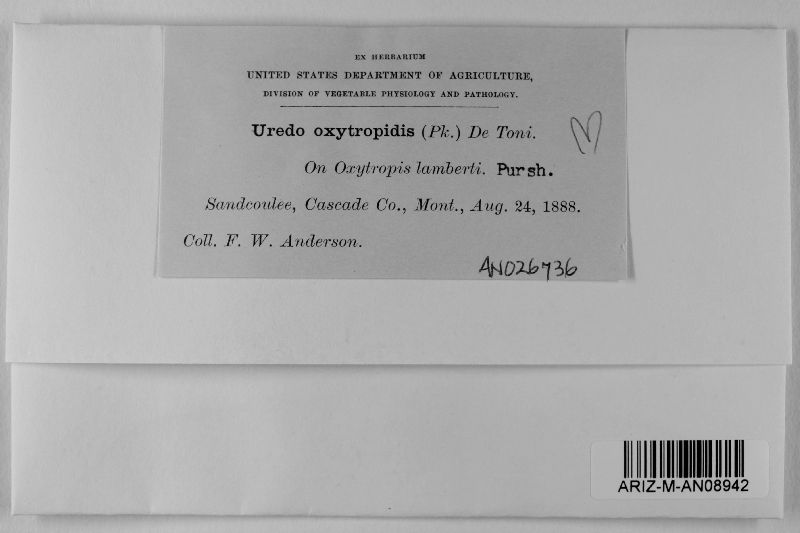 EX HERBARIUM
UNITED STATES DEPARTMENT OF AGRICULTURE,
DIVISION OF VEGETABLE PHYSIOLOGY AND PATHOLOGY.
Uredo oxytropidis (Pk.) De Toni.
On Oxytropis lamberti. Pursh.
Sandcoulee, Cascade Co., Mont., Aug. 24, 1888.
Coll. F. W. Anderson.
AN026736
ARIZ-M-AN08942